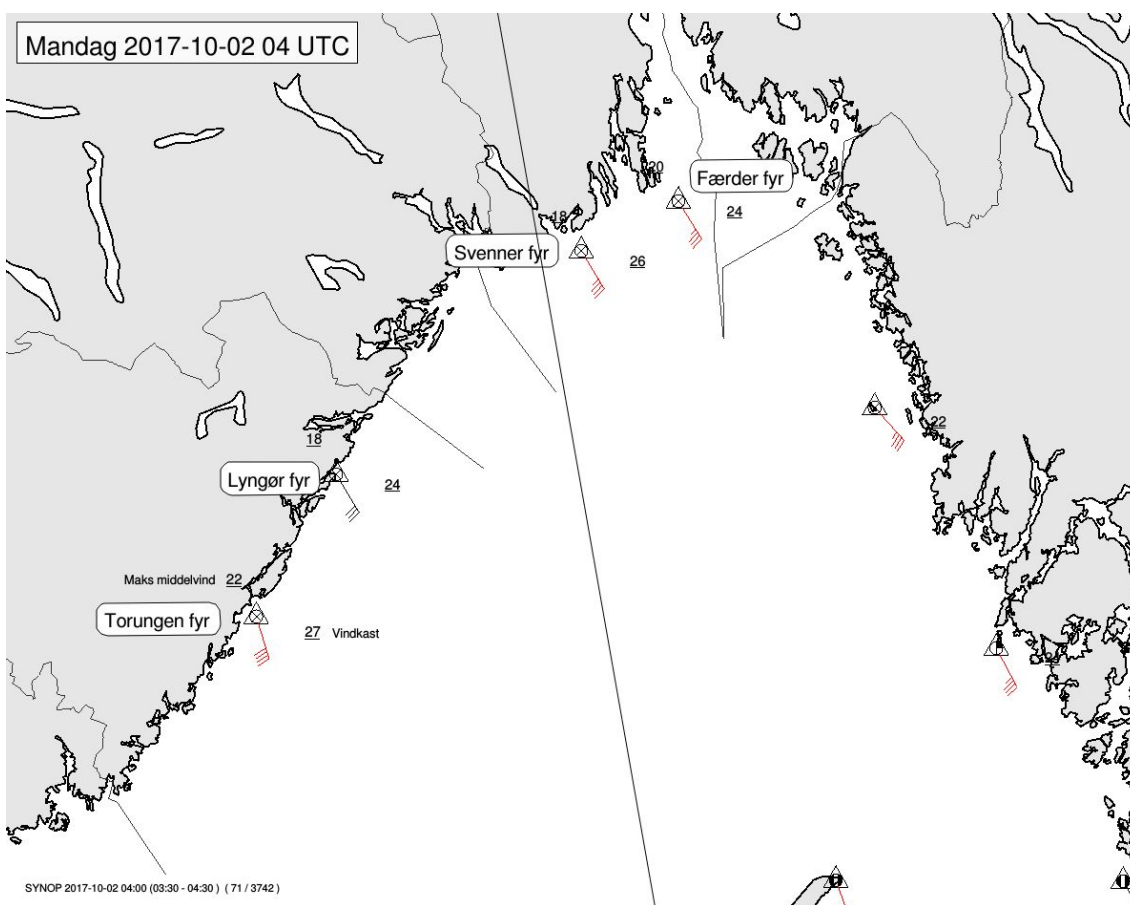 Mandag 2017-10-02 04 UTC
20
Færder fyr
24
18
Svenner fyr
26
22
18
Lyngør fyr
24
Maks middelvind 22
Torungen fyr
27 Vindkast
SYNOP 2017-10-02 04:00 (03:30 - 04:30 ) ( 71 / 3742 )